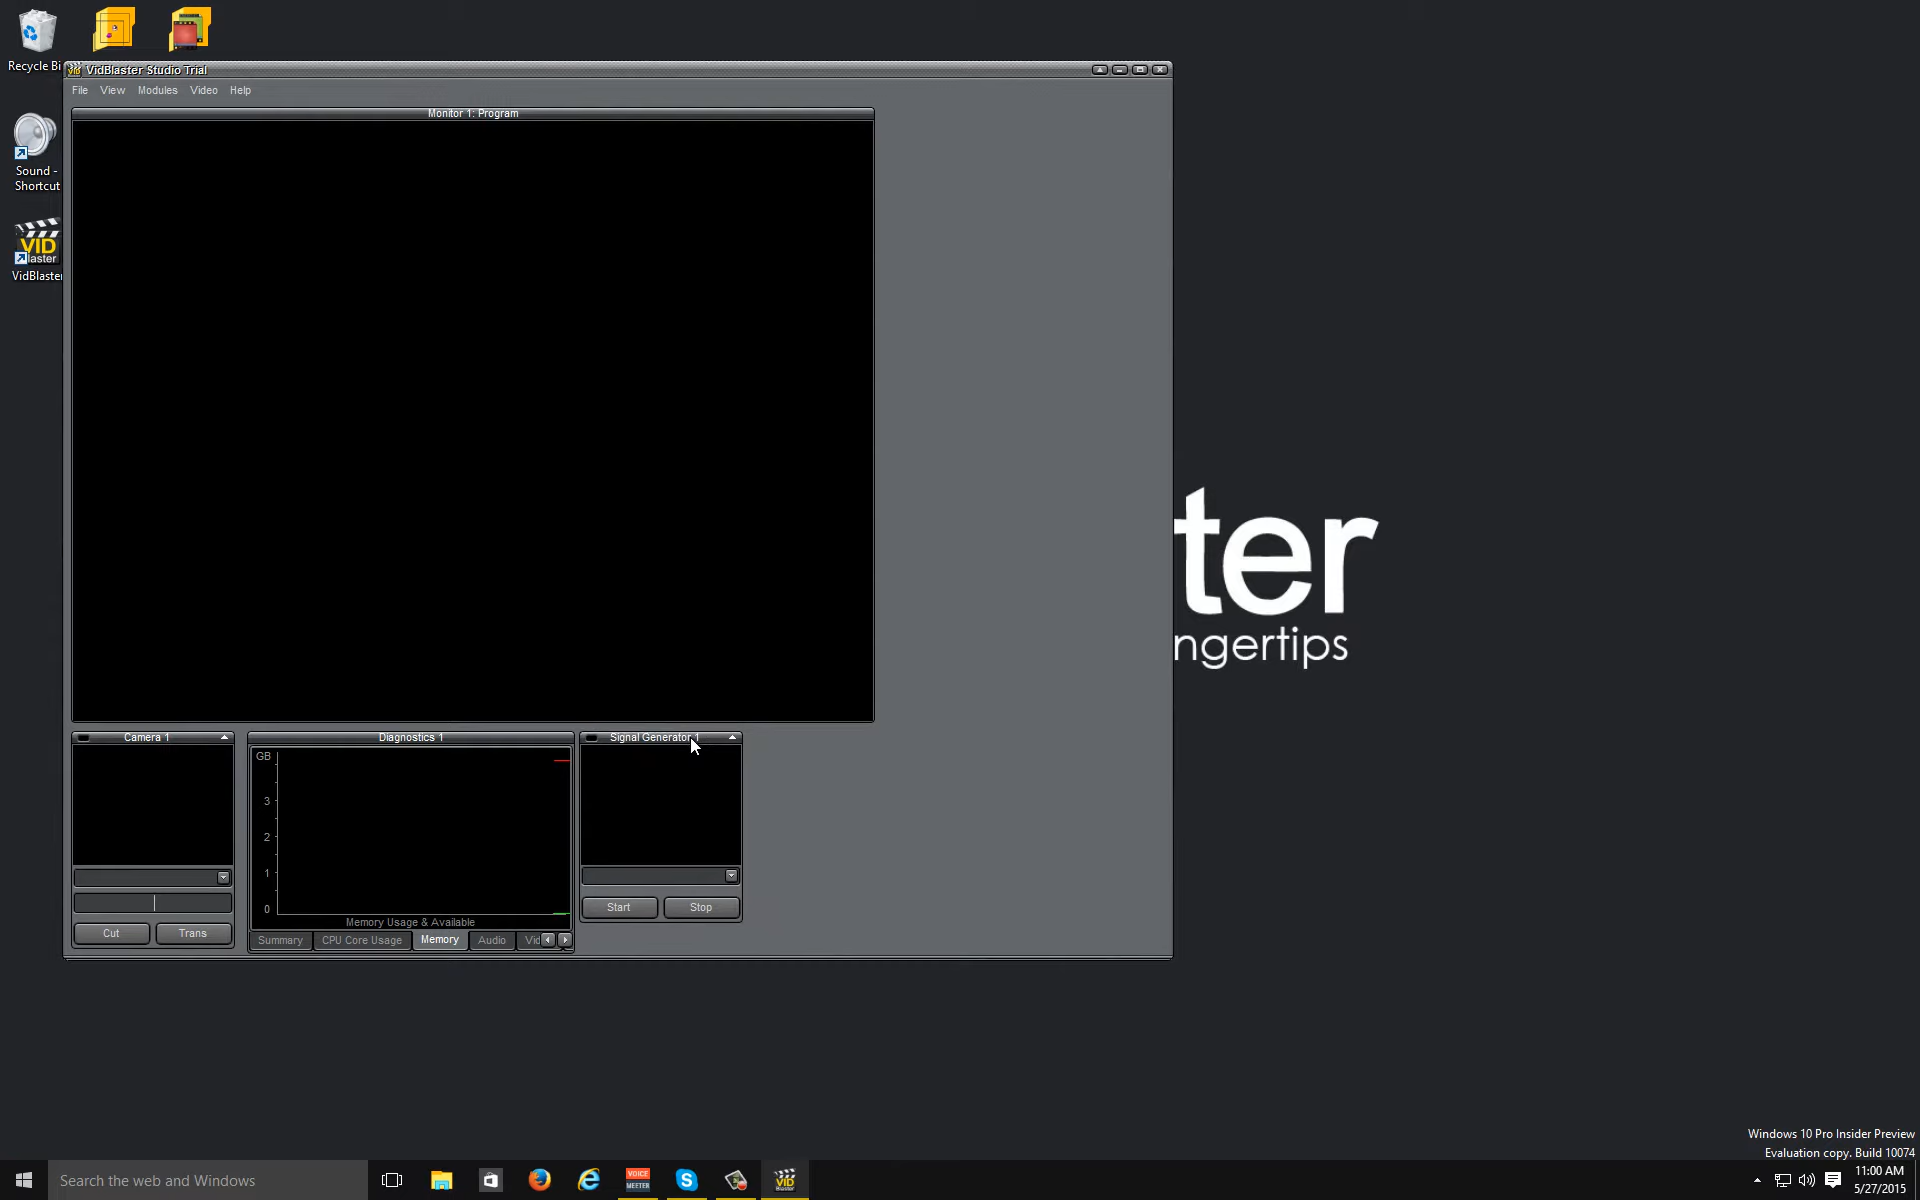 Recycle Bi
Sound -
Shortcut
VID
laster
VidBlaster
VidBlaster Studio Trial
File View Modules Video Help
Monitor 1: Program
ter
ngertips
Camera 1
Cut Trans
Diagnostics 1
GB
3
2
1
0
Memory Usage & Available
Summary CPU Core Usage Memory Audio Vid
Signal Generator 1
Start Stop
Windows 10 Pro Insider Preview
Evaluation copy. Build 10074
Search the web and Windows
VOICE
MEETER
VID
11:00 AM
5/27/2015